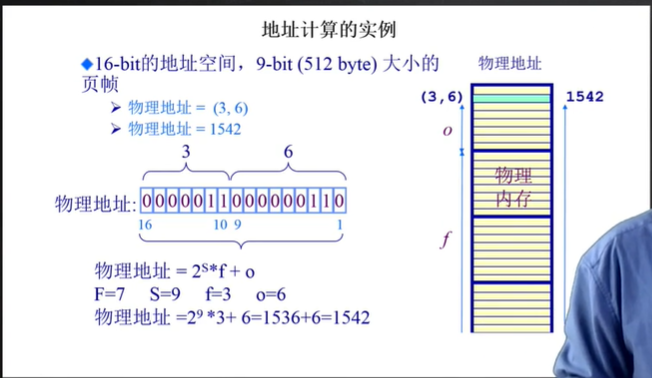 地址计算的实例
◆16-bit的地址空间，9-bit (512 byte) 大小的
页帧
➢ 物理地址 = (3, 6)
➢ 物理地址 = 1542
3 6
物理地址: 0000011000000110
16 10 9 1
物理地址 = 2ˢ*f + o
F=7 S=9 f=3 o=6
物理地址 =2⁹ *3+ 6=1536+6=1542
物理地址
(3,6) 1542
o
物理
内存
f